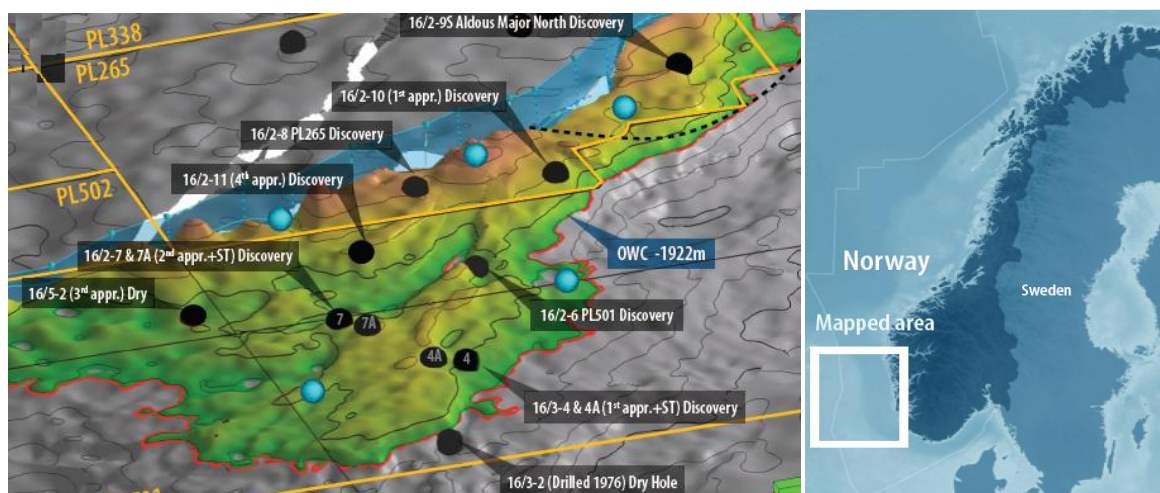 16/2-9S Aldous Major North Discovery
PL338
PL265
16/2-10 (1st appr.) Discovery
16/2-8 PL265 Discovery
16/2-11 (4th appr.) Discovery
PL502
16/2-7 & 7A (2nd appr.+ST) Discovery
OWC -1922m
16/5-2 (3rd appr.) Dry
7
7A
16/2-6 PL501 Discovery
4A
4
16/3-4 & 4A (1st appr.+ST) Discovery
16/3-2 (Drilled 1976) Dry Hole
Norway
Sweden
Mapped area